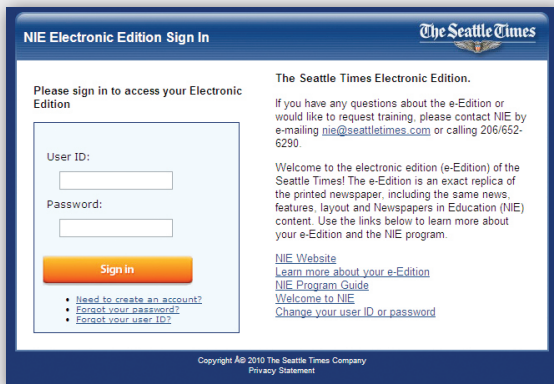 NIE Electronic Edition Sign In
The Seattle Times
Please sign in to access your Electronic
Edition
User ID:
Password:
Sign in
Need to create an account?
Forgot your password?
Forgot your user ID?
The Seattle Times Electronic Edition.
If you have any questions about the e-Edition or
would like to request training, please contact NIE by
e-mailing nie@seattletimes.com or calling 206/652-
6290.
Welcome to the electronic edition (e-Edition) of the
Seattle Times! The e-Edition is an exact replica of
the printed newspaper, including the same news,
features, layout and Newspapers in Education (NIE)
content. Use the links below to learn more about
your e-Edition and the NIE program.
NIE Website
Learn more about your e-Edition
NIE Program Guide
Welcome to NIE
Change your user ID or password
Copyright Â© 2010 The Seattle Times Company
Privacy Statement